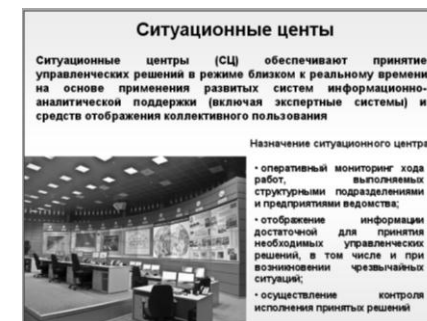 Ситуационные центы
Ситуационные центры (СЦ) обеспечивают принятие
управленческих решений в режиме близком к реальному времени
на основе применения развитых систем информационно-
аналитической поддержки (включая экспертные системы) и
средств отображения коллективного пользования
Назначение ситуационного центра
• оперативный мониторинг хода
работ, выполняемых
структурными подразделениями
и предприятиями ведомства;
• отображение информации
достаточной для принятия
необходимых управленческих
решений, в том числе и при
возникновении чрезвычайных
ситуаций;
• осуществление контроля
исполнения принятых решений